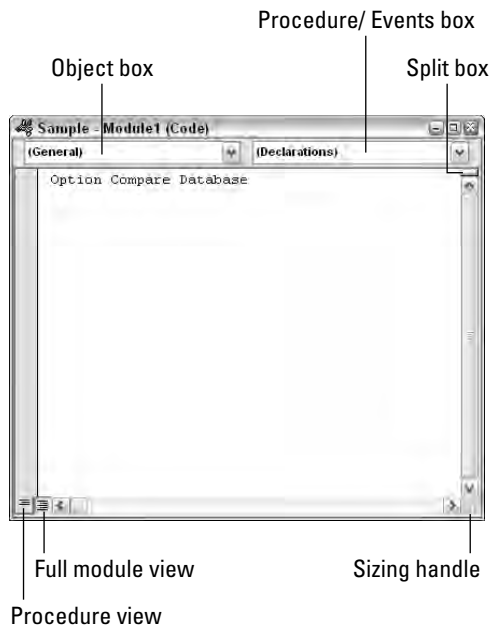 Procedure/ Events box
Object box
Split box
Sample - Module1 (Code)
(General)
(Declarations)
Option Compare Database
Full module view
Sizing handle
Procedure view